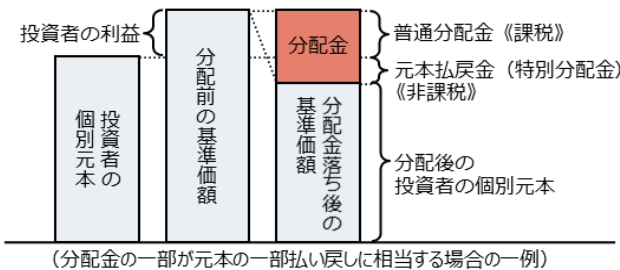 投資者の利益
投資者の
個別元本
分配前の基準価額
分配金
分配金落ち後の
基準価額
普通分配金《課税》
元本払戻金（特別分配金）
《非課税》
分配後の
投資者の個別元本
（分配金の一部が元本の一部払い戻しに相当する場合の一例）